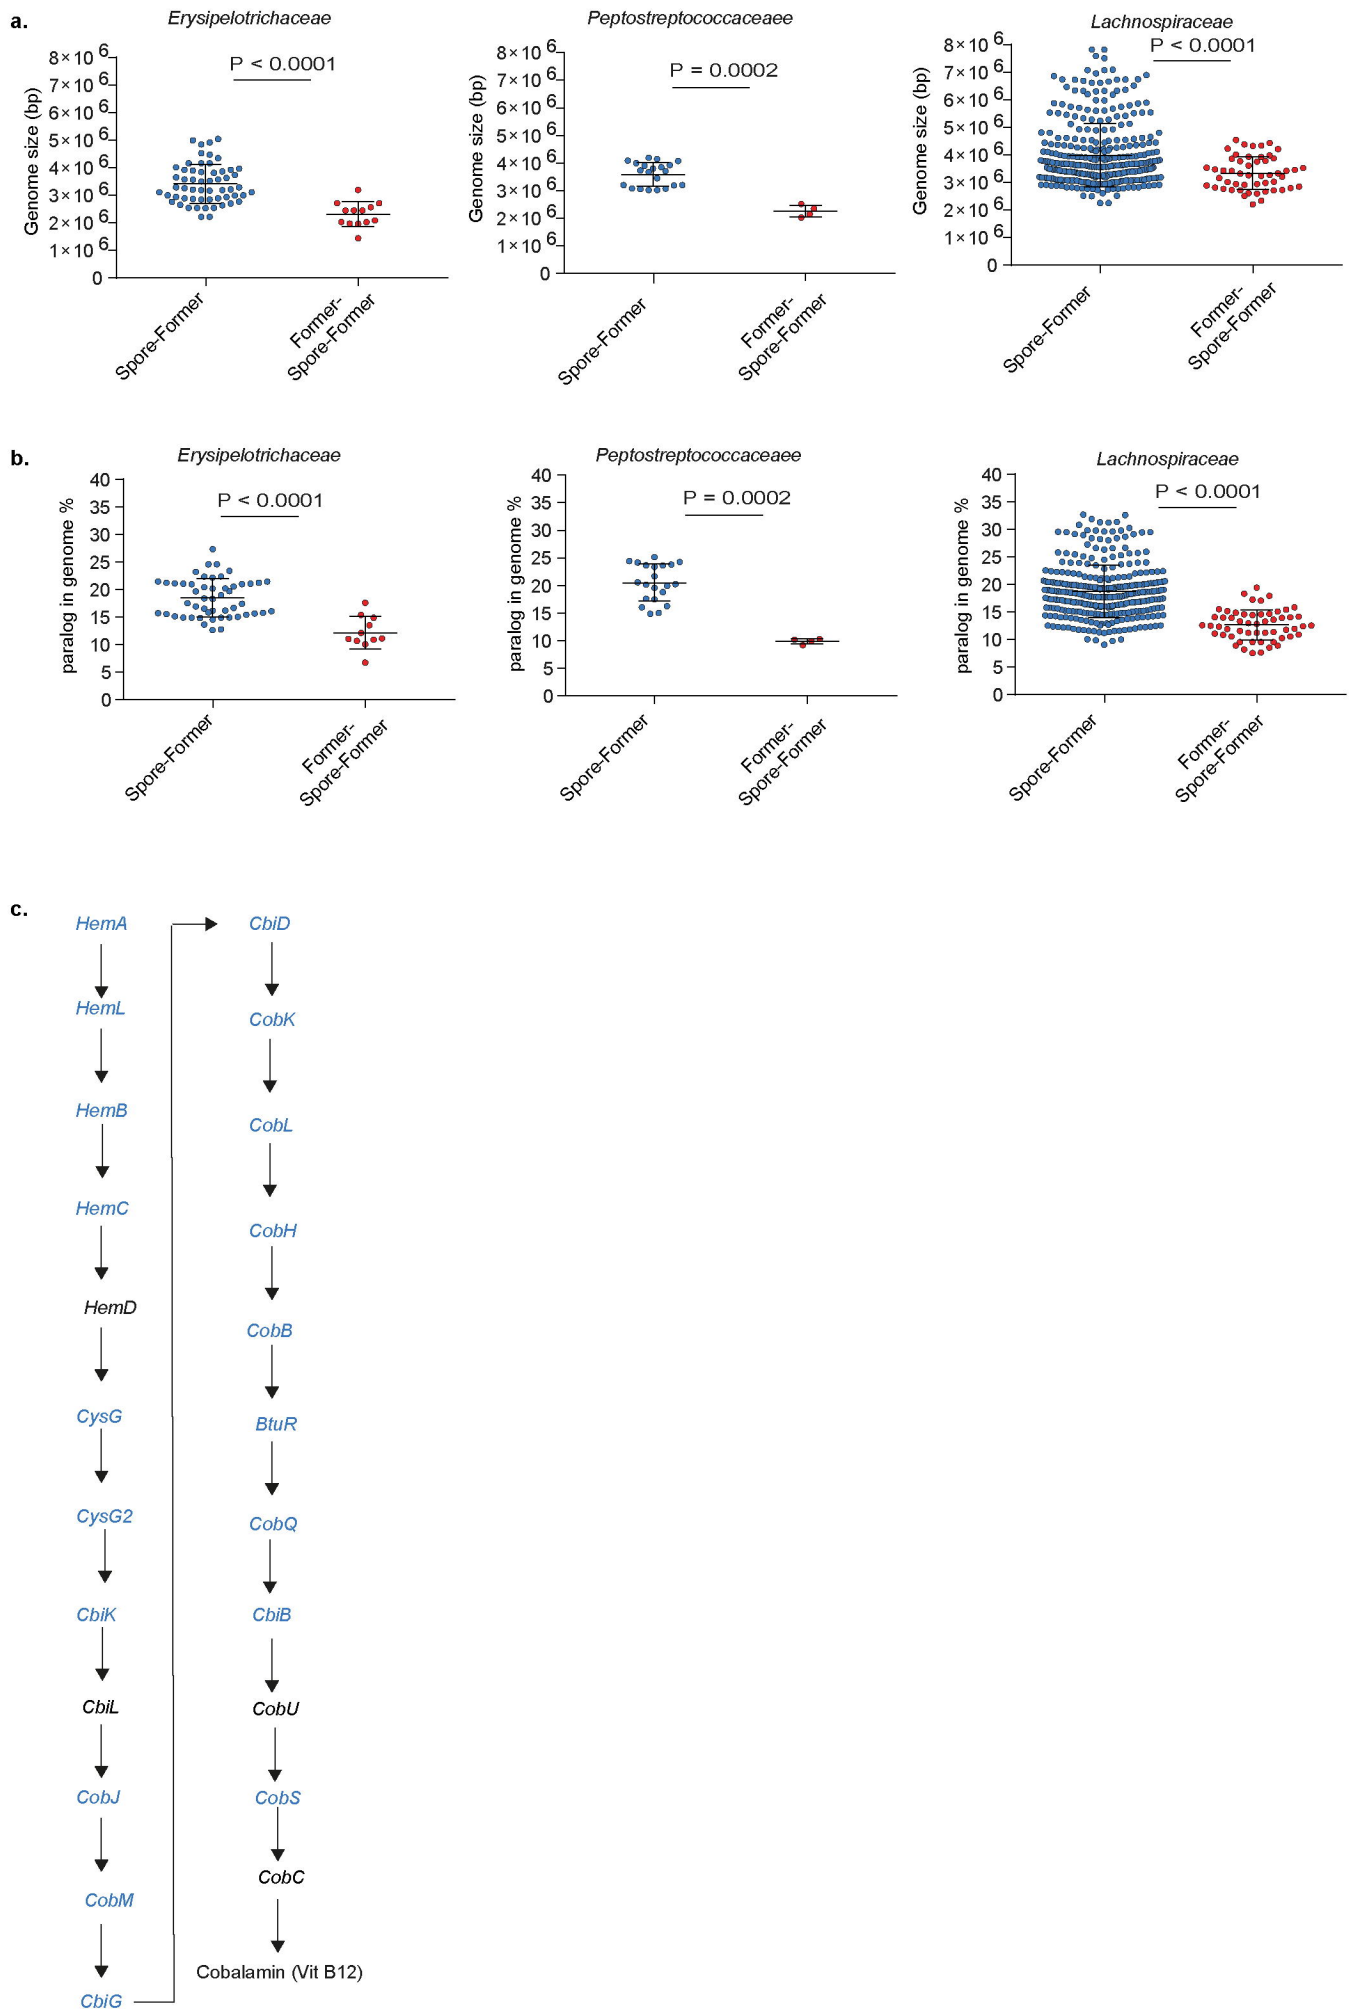 a.
Erysipelotrichaceae
P < 0.0001
Genome size (bp)
8×10 6
7×10 6
6×10 6
5×10 6
4×10 6
3×10 6
2×10 6
1×10 6
0
Spore-Former
Former-
Spore-Former
Peptostreptococcaceaee
P = 0.0002
Genome size (bp)
8×10 6
7×10 6
6×10 6
5×10 6
4×10 6
3×10 6
2×10 6
1×10 6
0
Spore-Former
Former-
Spore-Former
Lachnospiraceae
P < 0.0001
Genome size (bp)
8×10 6
7×10 6
6×10 6
5×10 6
4×10 6
3×10 6
2×10 6
1×10 6
0
Spore-Former
Former-
Spore-Former
b.
Erysipelotrichaceae
P < 0.0001
paralog in genome %
40
35
30
25
20
15
10
5
0
Spore-Former
Former-
Spore-Former
Peptostreptococcaceaee
P = 0.0002
paralog in genome %
40
35
30
25
20
15
10
5
0
Spore-Former
Former-
Spore-Former
Lachnospiraceae
P < 0.0001
paralog in genome %
40
35
30
25
20
15
10
5
0
Spore-Former
Former-
Spore-Former
c.
HemA
HemL
HemB
HemC
HemD
CysG
CysG2
CbiK
CbiL
CobJ
CobM
CbiG
CbiD
CobK
CobL
CobH
CobB
BtuR
CobQ
CbiB
CobU
CobS
CobC
Cobalamin (Vit B12)